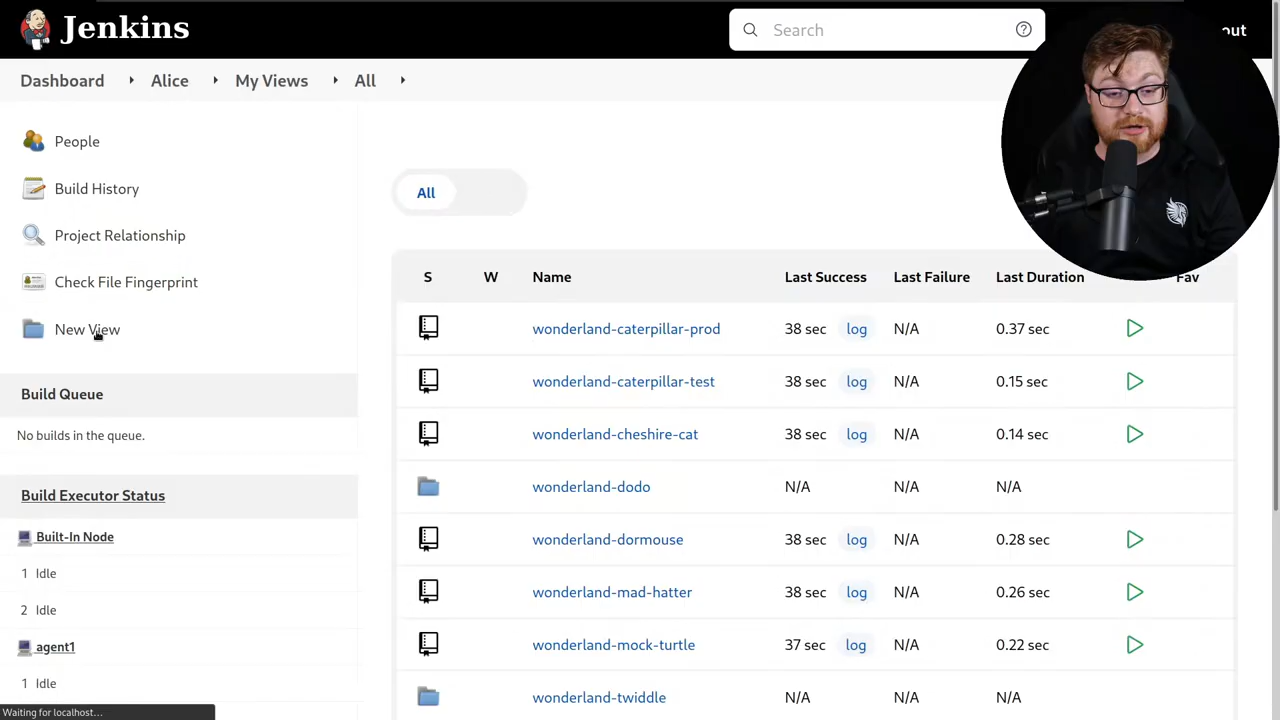 Jenkins
Search
out
Dashboard Alice My Views All
People
Build History
Project Relationship
Check File Fingerprint
New View
Build Queue
No builds in the queue.
Build Executor Status
Built-In Node
1 Idle
2 Idle
agent1
1 Idle
Waiting for localhost...
All
S W Name Last Success Last Failure Last Duration Fav
wonderland-caterpillar-prod 38 sec log N/A 0.37 sec
wonderland-caterpillar-test 38 sec log N/A 0.15 sec
wonderland-cheshire-cat 38 sec log N/A 0.14 sec
wonderland-dodo N/A N/A N/A
wonderland-dormouse 38 sec log N/A 0.28 sec
wonderland-mad-hatter 38 sec log N/A 0.26 sec
wonderland-mock-turtle 37 sec log N/A 0.22 sec
wonderland-twiddle N/A N/A N/A